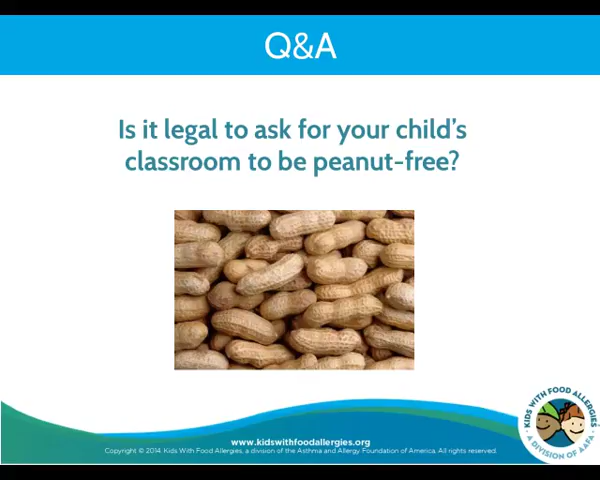 Q&A
Is it legal to ask for your child's
classroom to be peanut-free?
KIDS WITH FOOD ALLERGIES
A DIVISION OF AAFA
www.kidswithfoodallergies.org
Copyright © 2014. Kids With Food Allergies, a division of the Asthma and Allergy Foundation of America. All rights reserved.